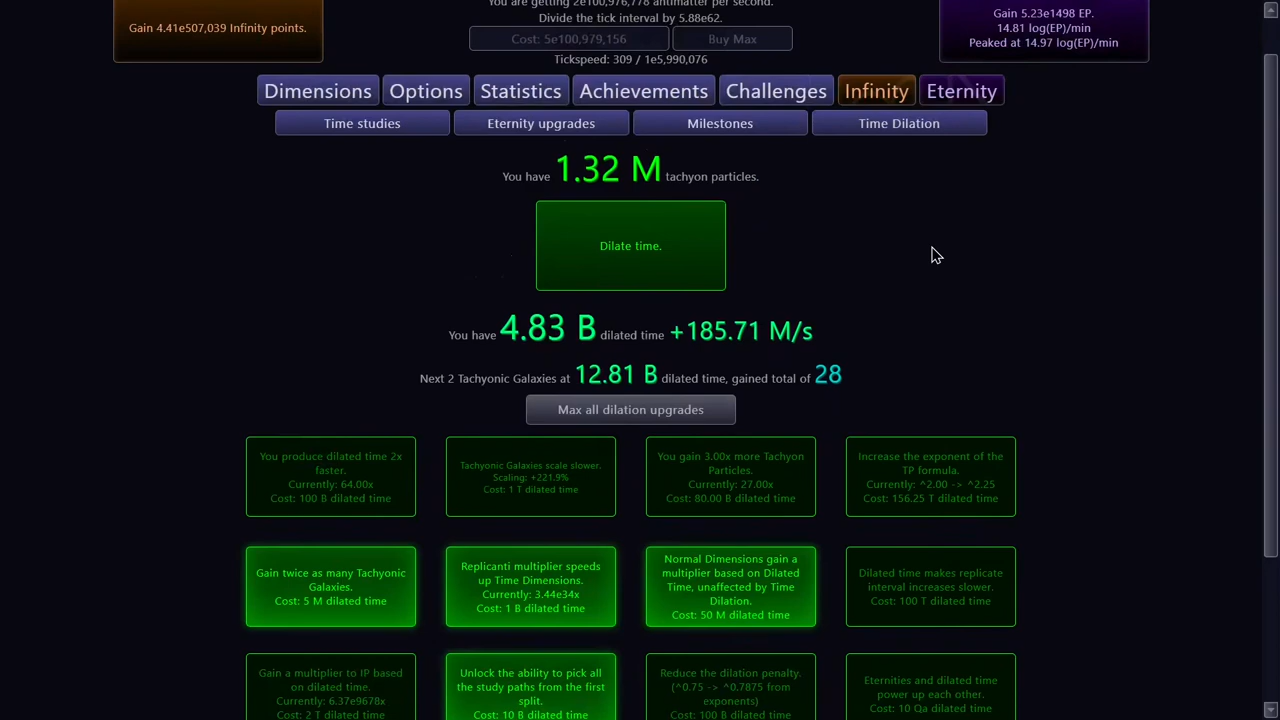 You are getting 2e100,976,778 antimatter per second.
Gain 4.41e507,039 Infinity points.
Divide the tick interval by 5.88e62.
Gain 5.23e1498 EP.
14.81 log(EP)/min
Peaked at 14.97 log(EP)/min
Cost: 5e100,979,156
Buy Max
Tickspeed: 309 / 1e5,990,076
Dimensions
Options
Statistics
Achievements
Challenges
Infinity
Eternity
Time studies
Eternity upgrades
Milestones
Time Dilation
You have 1.32 M tachyon particles.
Dilate time.
You have 4.83 B dilated time +185.71 M/s
Next 2 Tachyonic Galaxies at 12.81 B dilated time, gained total of 28
Max all dilation upgrades
You produce dilated time 2x
faster.
Currently: 64.00x
Cost: 100 B dilated time
Tachyonic Galaxies scale slower.
Scaling: +221.9%
Cost: 1 T dilated time
You gain 3.00x more Tachyon
Particles.
Currently: 27.00x
Cost: 80.00 B dilated time
Increase the exponent of the
TP formula.
Currently: ^2.00 -> ^2.25
Cost: 156.25 T dilated time
Gain twice as many Tachyonic
Galaxies.
Cost: 5 M dilated time
Replicanti multiplier speeds
up Time Dimensions.
Currently: 3.44e34x
Cost: 1 B dilated time
Normal Dimensions gain a
multiplier based on Dilated
Time, unaffected by Time
Dilation.
Cost: 50 M dilated time
Dilated time makes replicate
interval increases slower.
Cost: 100 T dilated time
Gain a multiplier to IP based
on dilated time.
Currently: 6.37e9678x
Cost: 2 T dilated time
Unlock the ability to pick all
the study paths from the first
split.
Cost: 10 B dilated time
Reduce the dilation penalty.
(^0.75 -> ^0.7875 from
exponents)
Cost: 100 B dilated time
Eternities and dilated time
power up each other.
Cost: 10 Qa dilated time